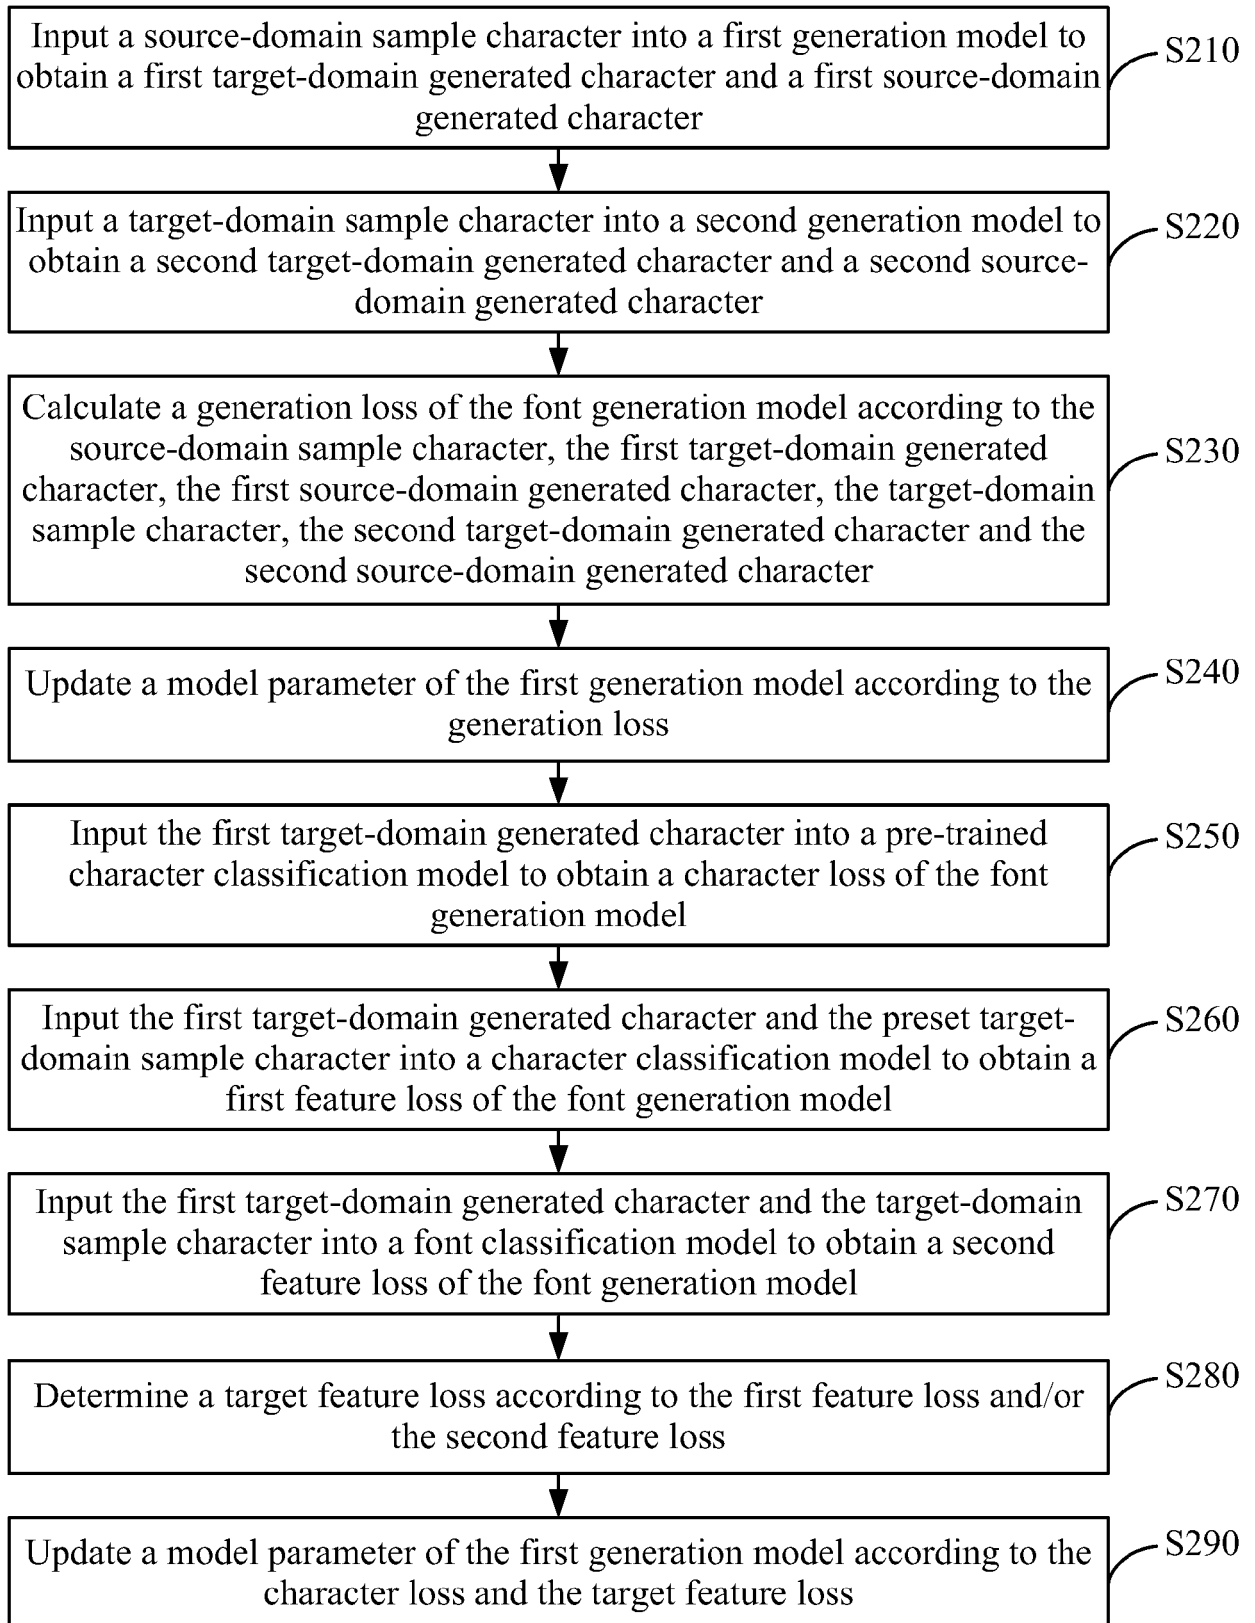 Input a source-domain sample character into a first generation model to
obtain a first target-domain generated character and a first source-domain
generated character
S210
Input a target-domain sample character into a second generation model to
obtain a second target-domain generated character and a second source-
domain generated character
S220
Calculate a generation loss of the font generation model according to the
source-domain sample character, the first target-domain generated
character, the first source-domain generated character, the target-domain
sample character, the second target-domain generated character and the
second source-domain generated character
S230
Update a model parameter of the first generation model according to the
generation loss
S240
Input the first target-domain generated character into a pre-trained
character classification model to obtain a character loss of the font
generation model
S250
Input the first target-domain generated character and the preset target-
domain sample character into a character classification model to obtain a
first feature loss of the font generation model
S260
Input the first target-domain generated character and the target-domain
sample character into a font classification model to obtain a second
feature loss of the font generation model
S270
Determine a target feature loss according to the first feature loss and/or
the second feature loss
S280
Update a model parameter of the first generation model according to the
character loss and the target feature loss
S290